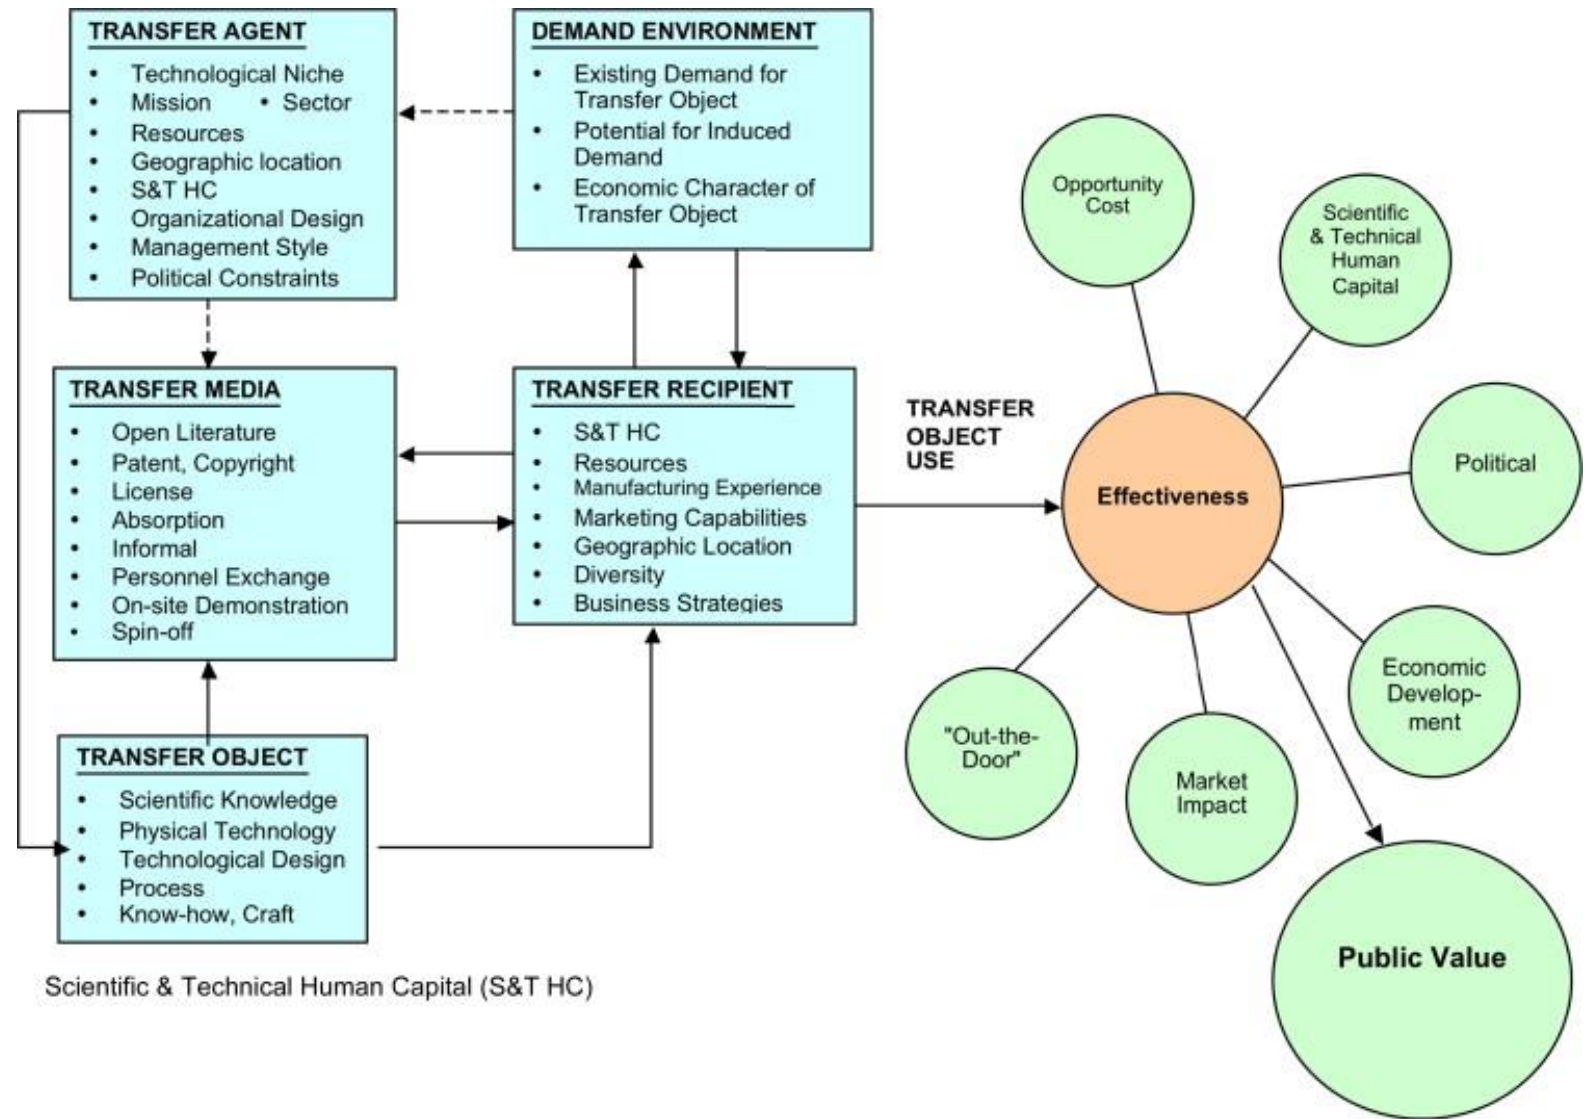 TRANSFER AGENT
• Technological Niche
• Mission • Sector
• Resources
• Geographic location
• S&T HC
• Organizational Design
• Management Style
• Political Constraints
DEMAND ENVIRONMENT
• Existing Demand for
Transfer Object
• Potential for Induced
Demand
• Economic Character of
Transfer Object
TRANSFER MEDIA
• Open Literature
• Patent, Copyright
• License
• Absorption
• Informal
• Personnel Exchange
• On-site Demonstration
• Spin-off
TRANSFER RECIPIENT
• S&T HC
• Resources
• Manufacturing Experience
• Marketing Capabilities
• Geographic Location
• Diversity
• Business Strategies
TRANSFER OBJECT
• Scientific Knowledge
• Physical Technology
• Technological Design
• Process
• Know-how, Craft
Scientific & Technical Human Capital (S&T HC)
TRANSFER
OBJECT
USE
Effectiveness
Opportunity
Cost
Scientific
& Technical
Human
Capital
Political
Economic
Develop-
ment
Market
Impact
"Out-the-
Door"
Public Value